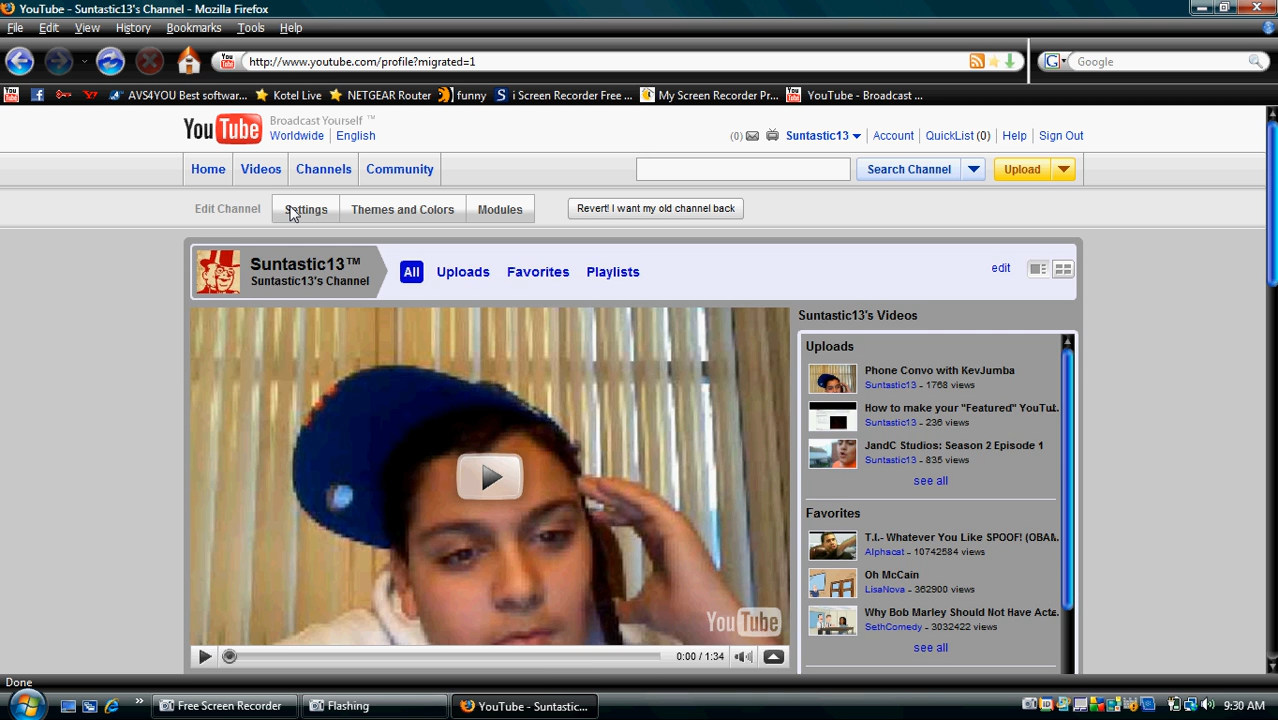 YouTube - Suntastic13's Channel - Mozilla Firefox
File Edit View History Bookmarks Tools Help
http://www.youtube.com/profile?migrated=1
Google
AVS4YOU Best softwar... Kotel Live NETGEAR Router funny i Screen Recorder Free ... My Screen Recorder Pr... YouTube - Broadcast ...
YouTube Broadcast Yourself ™
Worldwide English
(0) Suntastic13 Account QuickList (0) Help Sign Out
Home Videos Channels Community
Search Channel Upload
Edit Channel Settings Themes and Colors Modules Revert! I want my old channel back
Suntastic13™
Suntastic13's Channel
All Uploads Favorites Playlists
edit
Suntastic13's Videos
Uploads
Phone Convo with KevJumba
Suntastic13 - 1768 views
How to make your "Featured" YouTu...
Suntastic13 - 236 views
JandC Studios: Season 2 Episode 1
Suntastic13 - 835 views
see all
Favorites
T.I.- Whatever You Like SPOOF! (OBAM...
Alphacat - 10742584 views
Oh McCain
LisaNova - 362900 views
Why Bob Marley Should Not Have Acte...
SethComedy - 3032422 views
see all
YouTube
0:00 / 1:34
Done
Free Screen Recorder Flashing YouTube - Suntastic... 9:30 AM